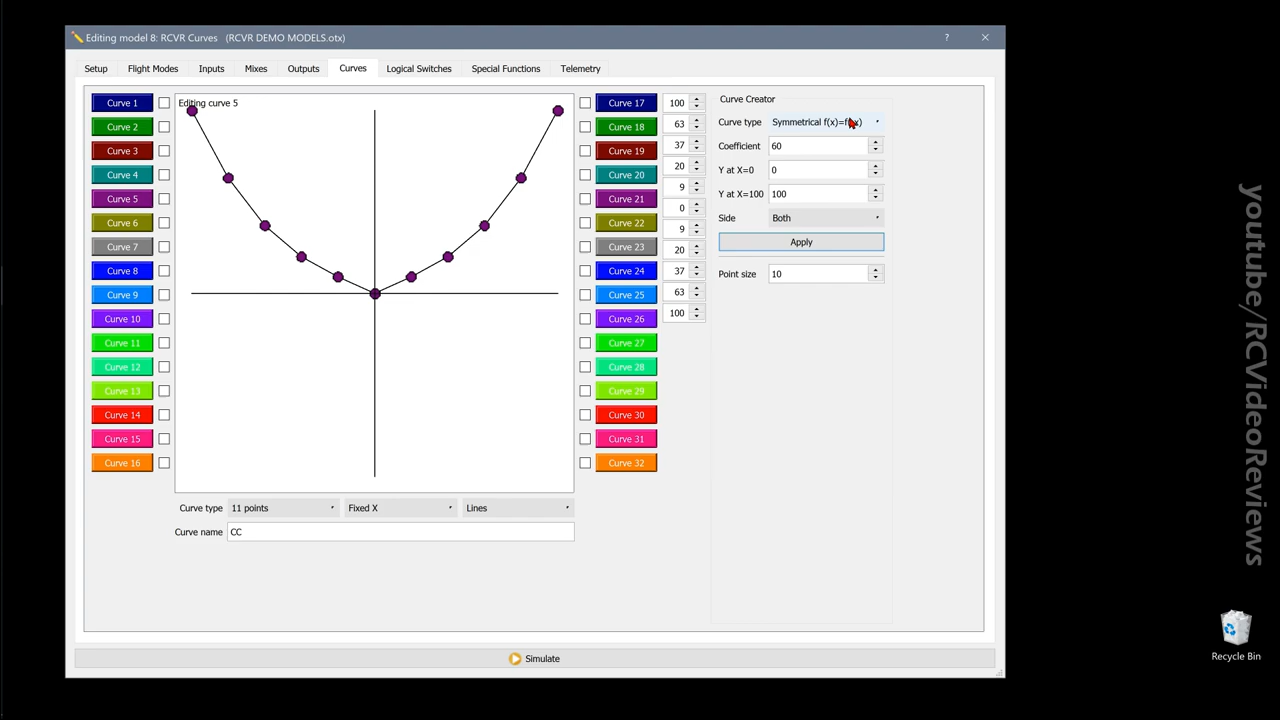 Editing model 8: RCVR Curves (RCVR DEMO MODELS.otx)
?
Setup Flight Modes Inputs Mixes Outputs Curves Logical Switches Special Functions Telemetry
Editing curve 5
Curve 1
Curve 2
Curve 3
Curve 4
Curve 5
Curve 6
Curve 7
Curve 8
Curve 9
Curve 10
Curve 11
Curve 12
Curve 13
Curve 14
Curve 15
Curve 16
Curve type 11 points Fixed X Lines
Curve name CC
Curve 17
Curve 18
Curve 19
Curve 20
Curve 21
Curve 22
Curve 23
Curve 24
Curve 25
Curve 26
Curve 27
Curve 28
Curve 29
Curve 30
Curve 31
Curve 32
100
63
37
20
9
0
9
20
37
63
100
Curve Creator
Curve type Symmetrical
Coefficient 60
Y at X=0 0
Y at X=100 100
Side Both
Apply
Point size 10
Simulate
youtube/RCVideoReviews
Recycle Bin